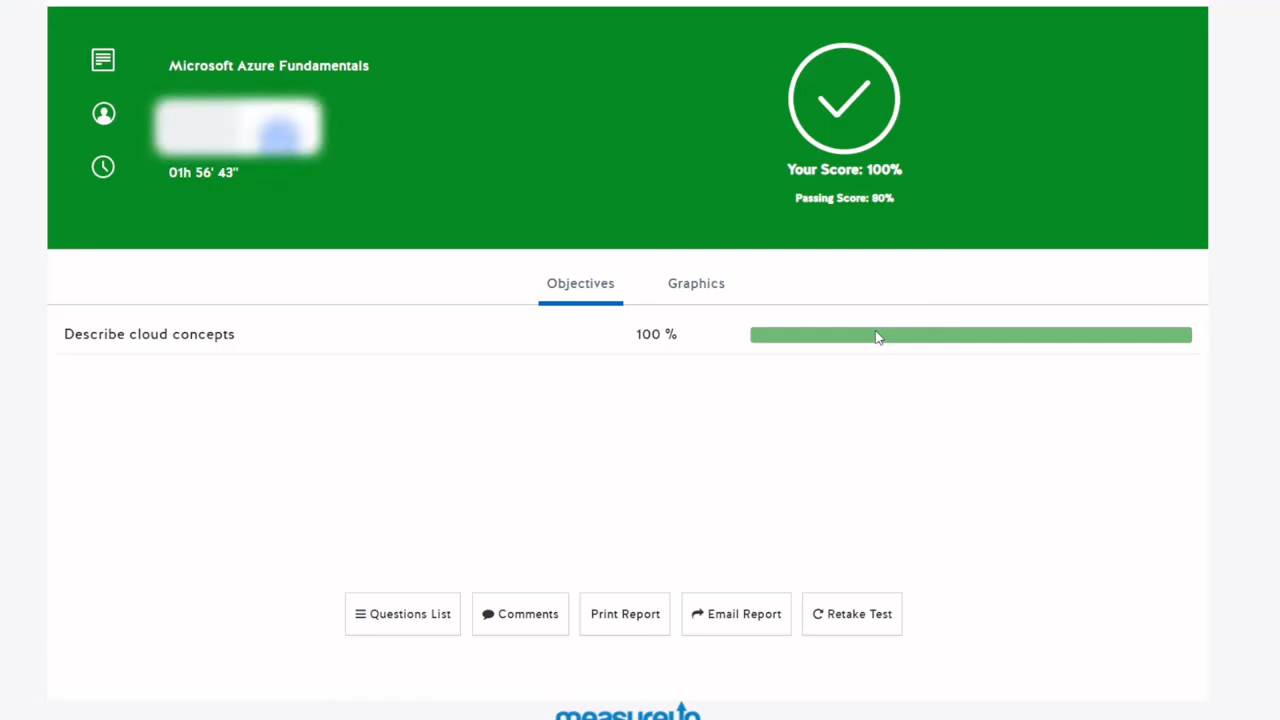 Microsoft Azure Fundamentals
01h 56' 43"
Your Score: 100%
Passing Score: 80%
Objectives
Graphics
Describe cloud concepts 100 %
Questions List
Comments
Print Report
Email Report
Retake Test
measureup